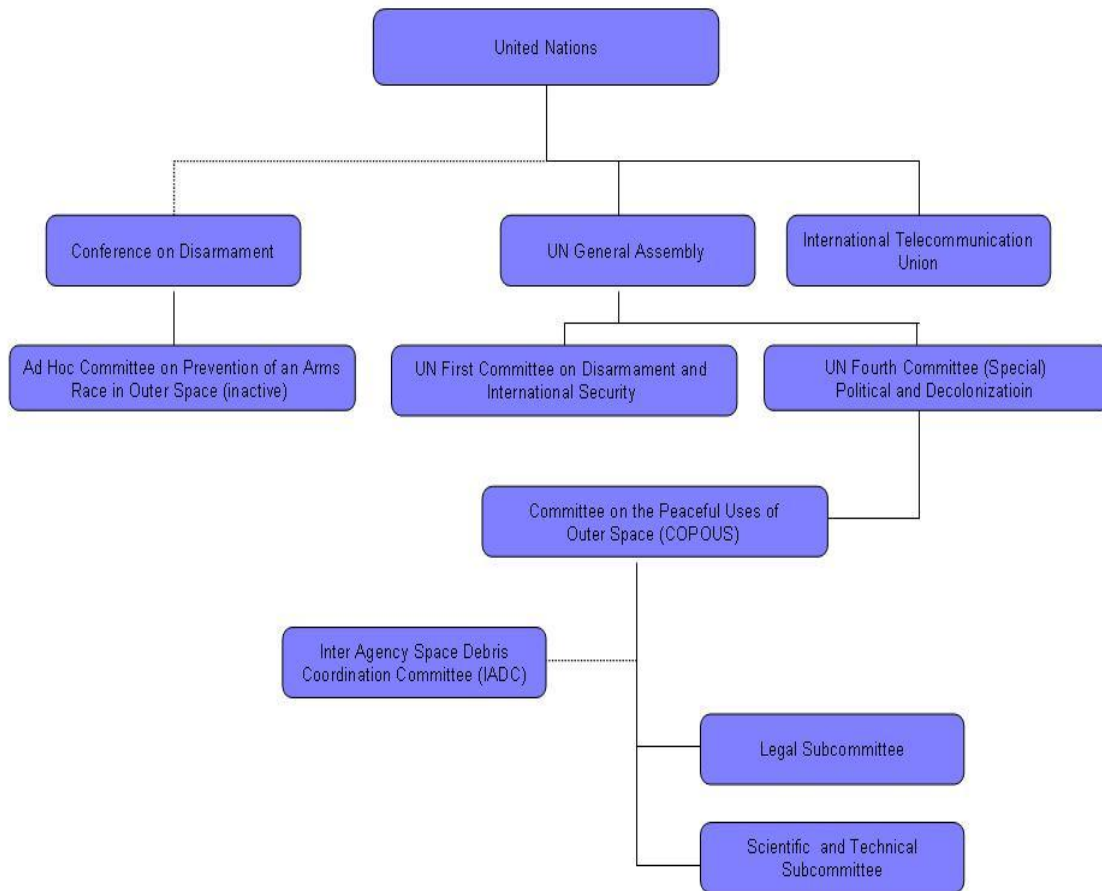 United Nations
Conference on Disarmament
UN General Assembly
International Telecommunication
Union
Ad Hoc Committee on Prevention of an Arms
Race in Outer Space (inactive)
UN First Committee on Disarmament and
International Security
UN Fourth Committee (Special)
Political and Decolonizatioin
Committee on the Peaceful Uses of
Outer Space (COPOUS)
Inter Agency Space Debris
Coordination Committee (IADC)
Legal Subcommittee
Scientific and Technical
Subcommittee